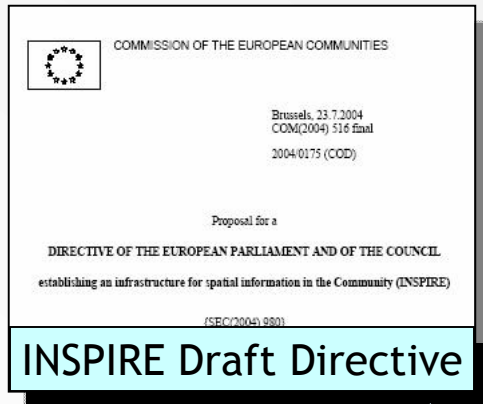 COMMISSION OF THE EUROPEAN COMMUNITIES
Brussels, 23.7.2004
COM(2004) 516 final
2004/0175 (COD)
Proposal for a
DIRECTIVE OF THE EUROPEAN PARLIAMENT AND OF THE COUNCIL
establishing an infrastructure for spatial information in the Community (INSPIRE)
{SEC(2004) 980}
INSPIRE Draft Directive